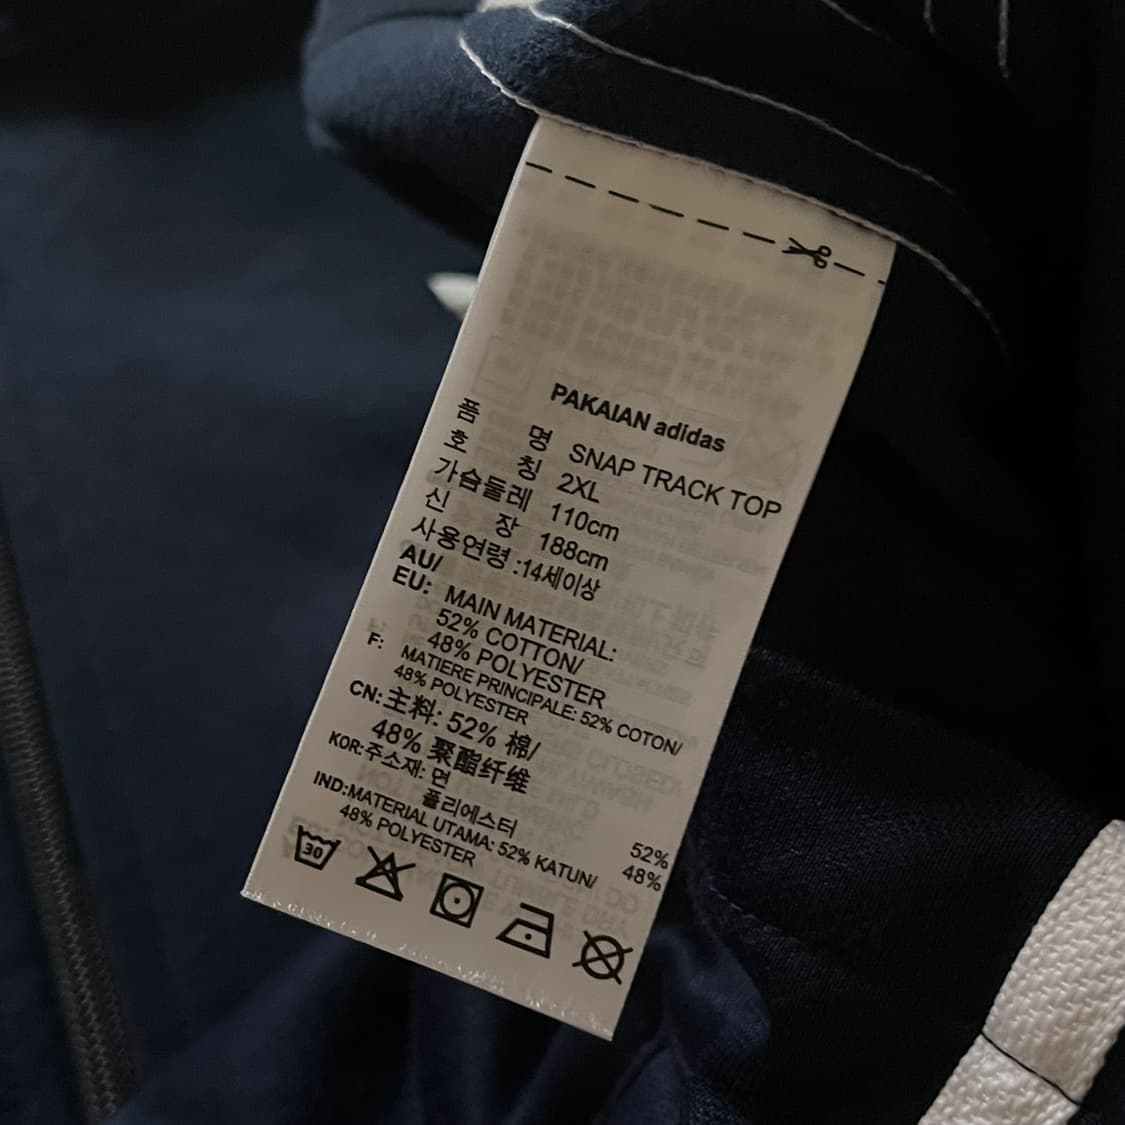 PAKAIAN adidas
품 명 SNAP TRACK TOP
호 칭 2XL
가슴둘레 110cm
신 장 188cm
사용연령 :14세이상
AU/
EU: MAIN MATERIAL:
52% COTTON/
48% POLYESTER
F: MATIERE PRINCIPALE: 52% COTON/
48% POLYESTER
CN: 主料: 52% 棉/
48% 聚酯纤维
KOR: 주소재: 면 52%
폴리에스터 48%
IND:MATERIAL UTAMA: 52% KATUN/
48% POLYESTER
30